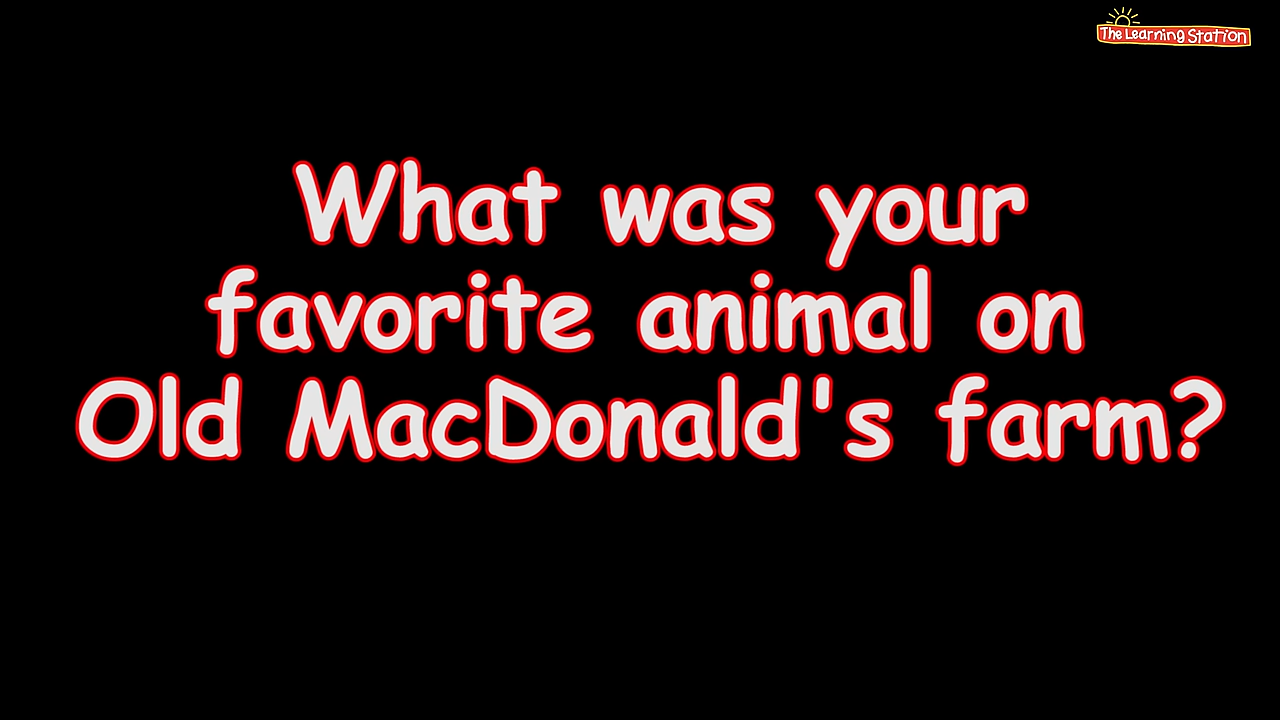 The Learning Station
What was your
favorite animal on
Old MacDonald's farm?